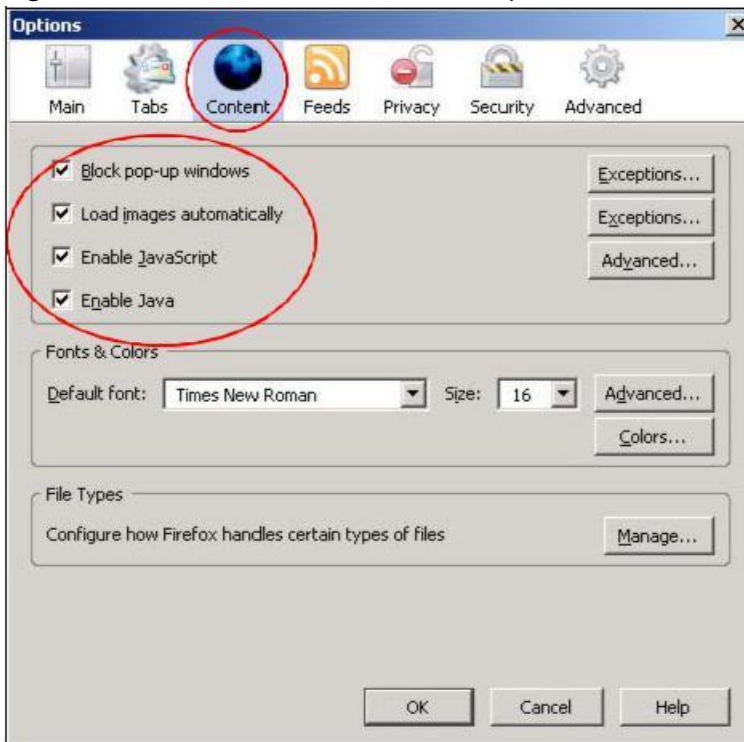 Options
Main Tabs Content Feeds Privacy Security Advanced
Block pop-up windows Exceptions...
Load images automatically Exceptions...
Enable JavaScript Advanced...
Enable Java
Fonts & Colors
Default font: Times New Roman Size: 16 Advanced...
Colors...
File Types
Configure how Firefox handles certain types of files Manage...
OK Cancel Help